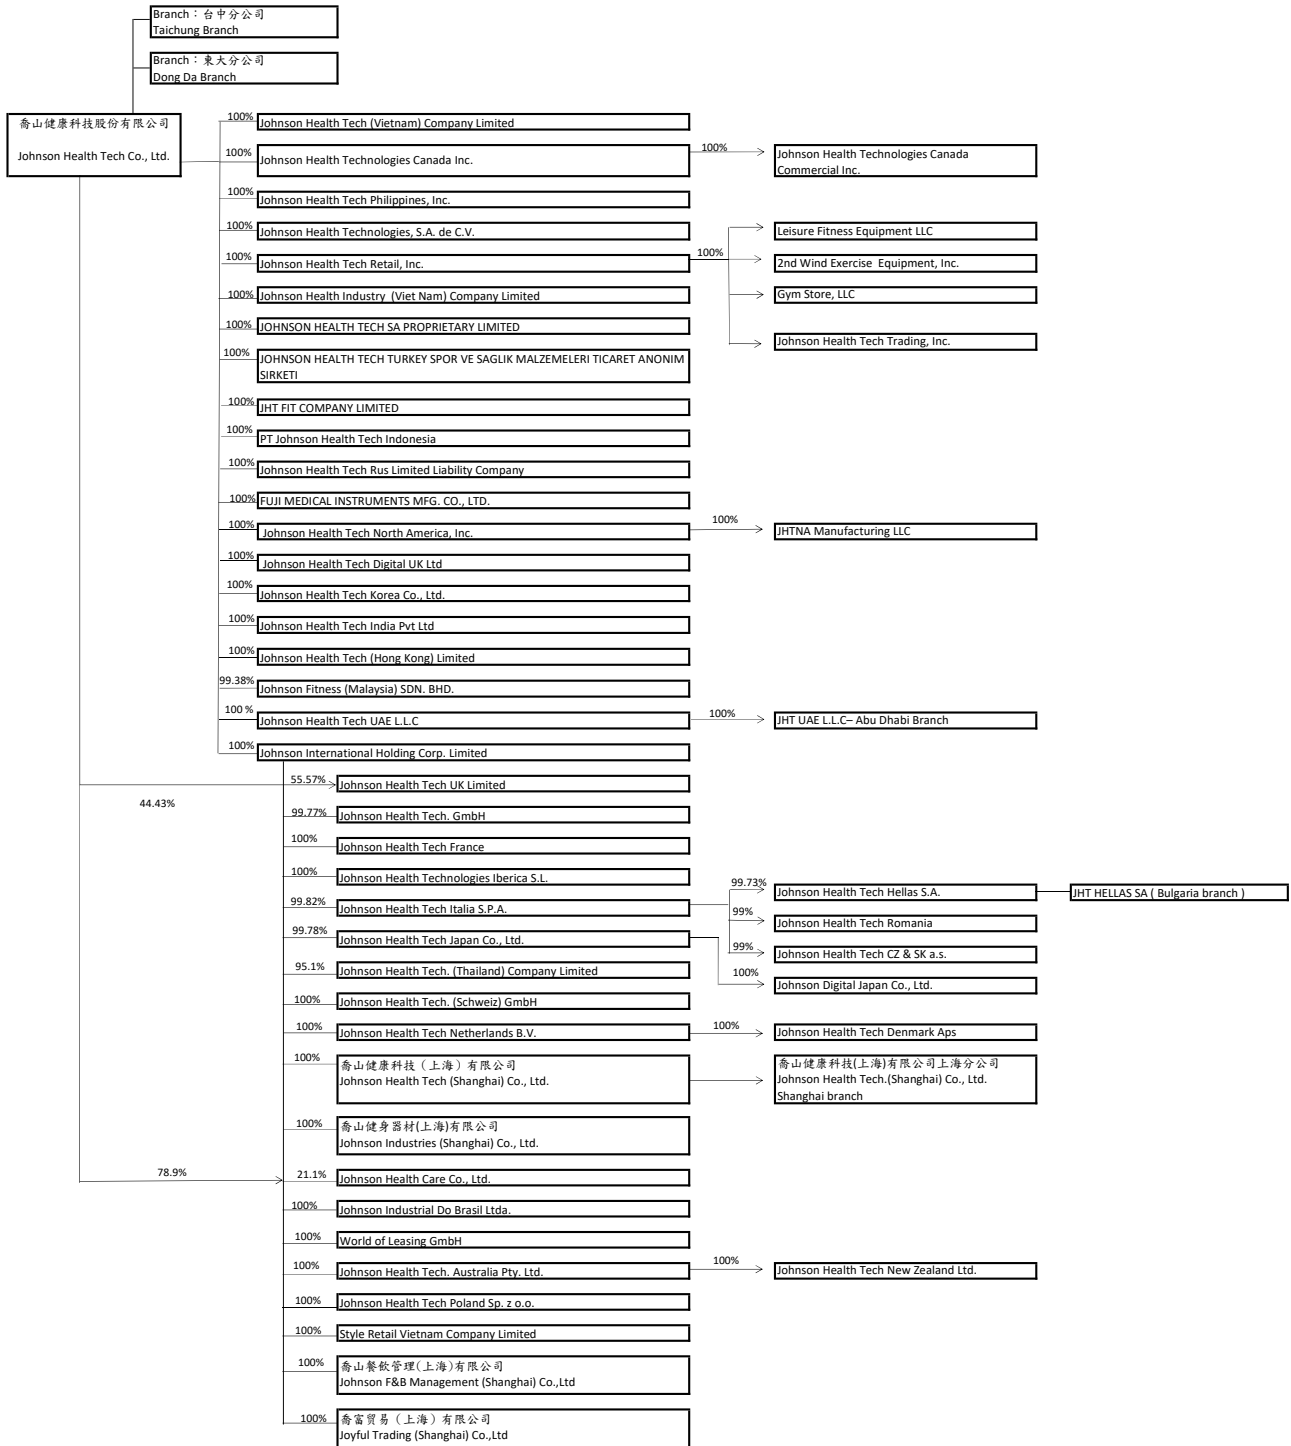 Branch：台中分公司
Taichung Branch
Branch：東大分公司
Dong Da Branch
喬山健康科技股份有限公司
Johnson Health Tech Co., Ltd.
100%
Johnson Health Tech (Vietnam) Company Limited
100%
Johnson Health Technologies Canada Inc.
100%
Johnson Health Technologies Canada
Commercial Inc.
100%
Johnson Health Tech Philippines, Inc.
100%
Johnson Health Technologies, S.A. de C.V.
Leisure Fitness Equipment LLC
100%
Johnson Health Tech Retail, Inc.
100%
2nd Wind Exercise Equipment, Inc.
100%
Johnson Health Industry (Viet Nam) Company Limited
Gym Store, LLC
100%
JOHNSON HEALTH TECH SA PROPRIETARY LIMITED
Johnson Health Tech Trading, Inc.
100%
JOHNSON HEALTH TECH TURKEY SPOR VE SAGLIK MALZEMELERI TICARET ANONIM
SIRKETI
100%
JHT FIT COMPANY LIMITED
100%
PT Johnson Health Tech Indonesia
100%
Johnson Health Tech Rus Limited Liability Company
100%
FUJI MEDICAL INSTRUMENTS MFG. CO., LTD.
100%
Johnson Health Tech North America, Inc.
100%
JHTNA Manufacturing LLC
100%
Johnson Health Tech Digital UK Ltd
100%
Johnson Health Tech Korea Co., Ltd.
100%
Johnson Health Tech India Pvt Ltd
100%
Johnson Health Tech (Hong Kong) Limited
99.38%
Johnson Fitness (Malaysia) SDN. BHD.
100 %
Johnson Health Tech UAE L.L.C
100%
JHT UAE L.L.C– Abu Dhabi Branch
100%
Johnson International Holding Corp. Limited
55.57%
Johnson Health Tech UK Limited
44.43%
99.77%
Johnson Health Tech. GmbH
100%
Johnson Health Tech France
100%
Johnson Health Technologies Iberica S.L.
99.73%
Johnson Health Tech Hellas S.A.
JHT HELLAS SA ( Bulgaria branch )
99.82%
Johnson Health Tech Italia S.P.A.
99%
Johnson Health Tech Romania
99.78%
Johnson Health Tech Japan Co., Ltd.
99%
Johnson Health Tech CZ & SK a.s.
95.1%
Johnson Health Tech. (Thailand) Company Limited
100%
Johnson Digital Japan Co., Ltd.
100%
Johnson Health Tech. (Schweiz) GmbH
100%
Johnson Health Tech Netherlands B.V.
100%
Johnson Health Tech Denmark Aps
100%
喬山健康科技（上海）有限公司
Johnson Health Tech (Shanghai) Co., Ltd.
喬山健康科技(上海)有限公司上海分公司
Johnson Health Tech.(Shanghai) Co., Ltd.
Shanghai branch
100%
喬山健身器材(上海)有限公司
Johnson Industries (Shanghai) Co., Ltd.
78.9%
21.1%
Johnson Health Care Co., Ltd.
100%
Johnson Industrial Do Brasil Ltda.
100%
World of Leasing GmbH
100%
Johnson Health Tech. Australia Pty. Ltd.
100%
Johnson Health Tech New Zealand Ltd.
100%
Johnson Health Tech Poland Sp. z o.o.
100%
Style Retail Vietnam Company Limited
100%
喬山餐飲管理(上海)有限公司
Johnson F&B Management (Shanghai) Co.,Ltd
100%
喬富貿易（上海）有限公司
Joyful Trading (Shanghai) Co.,Ltd